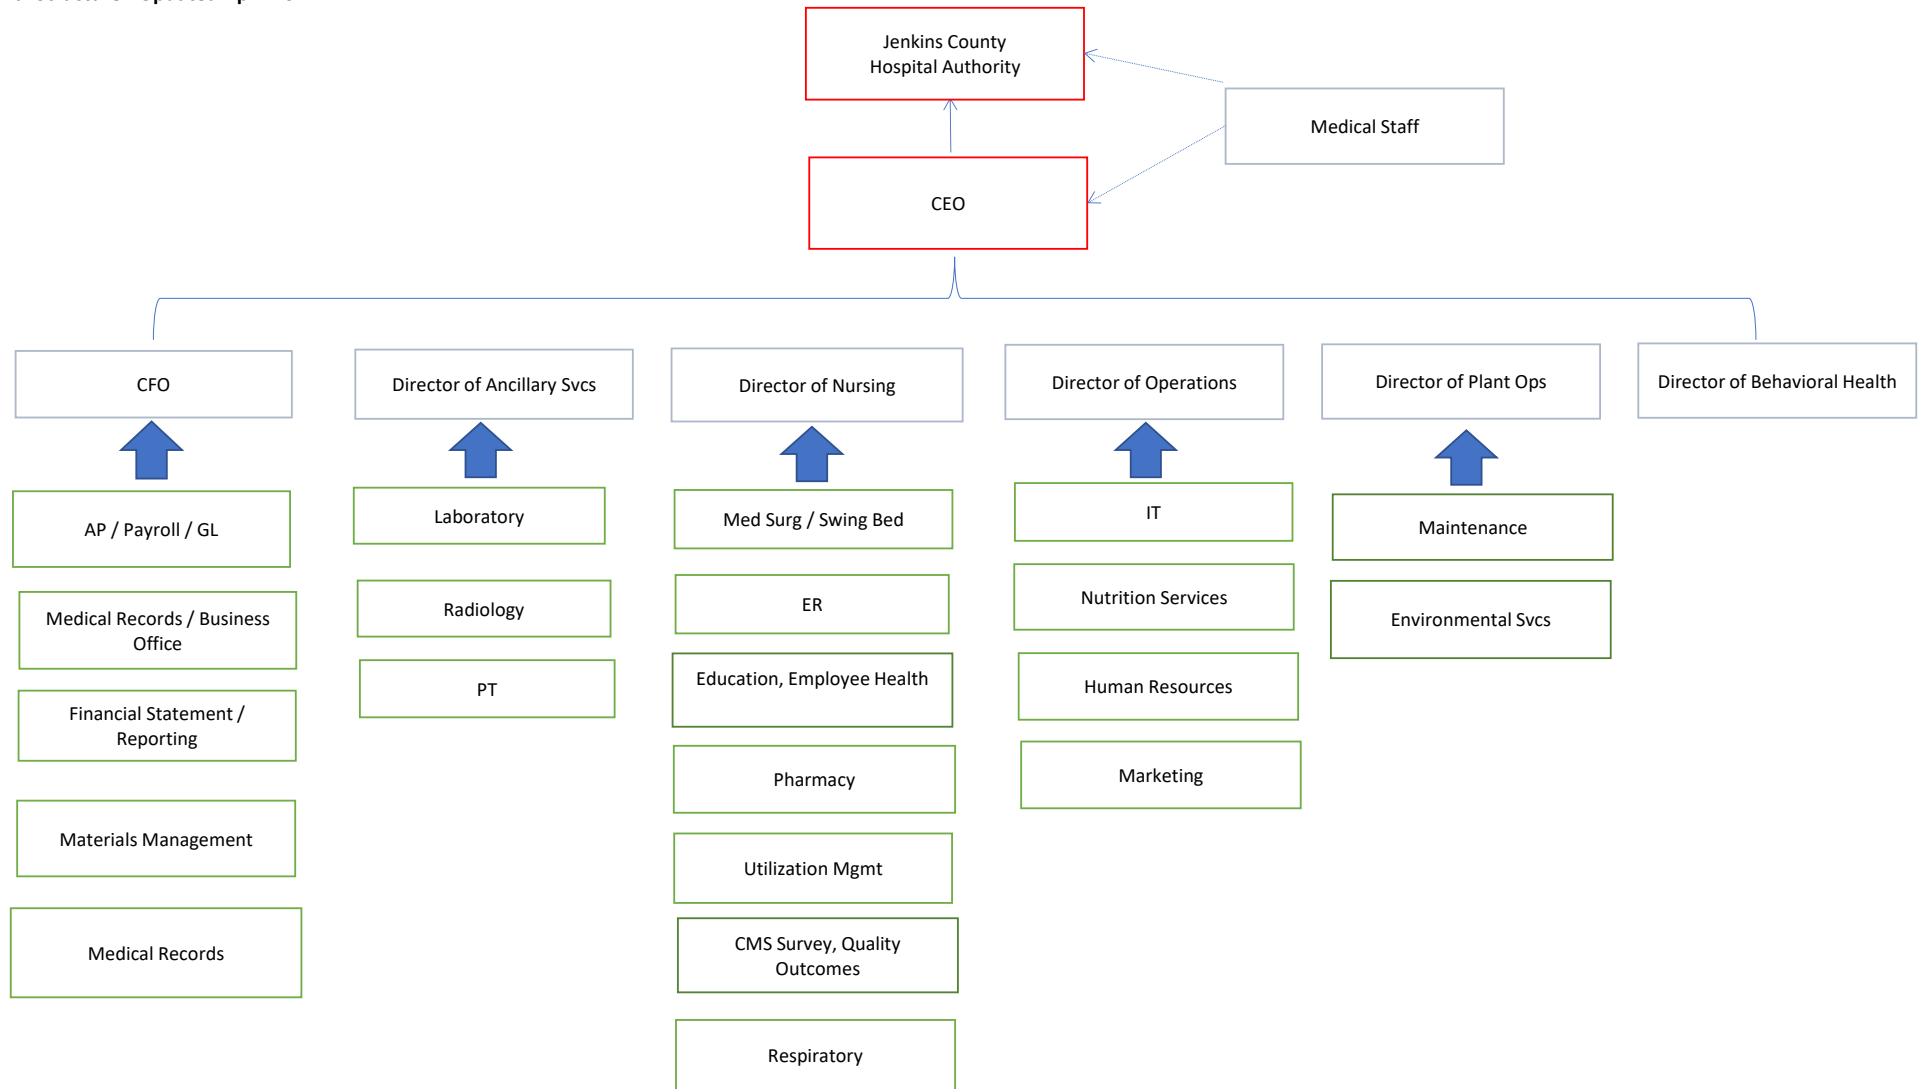 Jenkins County
Hospital Authority
Medical Staff
CEO
CFO
Director of Ancillary Svcs
Director of Nursing
Director of Operations
Director of Plant Ops
Director of Behavioral Health
AP / Payroll / GL
Medical Records / Business
Office
Financial Statement /
Reporting
Materials Management
Medical Records
Laboratory
Radiology
PT
Med Surg / Swing Bed
ER
Education, Employee Health
Pharmacy
Utilization Mgmt
CMS Survey, Quality
Outcomes
Respiratory
IT
Nutrition Services
Human Resources
Marketing
Maintenance
Environmental Svcs